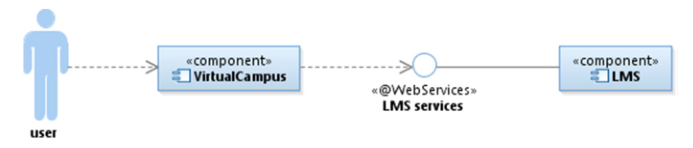 user
«component»
VirtualCampus
«@WebServices»
LMS services
«component»
LMS